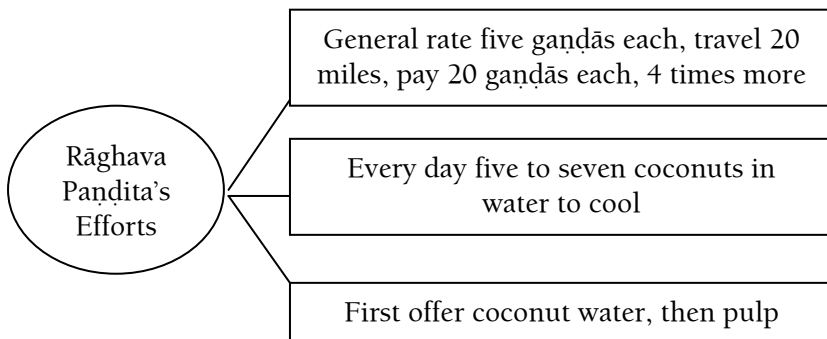 General rate five gaṇḍās each, travel 20
miles, pay 20 gaṇḍās each, 4 times more
Rāghava
Paṇḍita’s
Efforts
Every day five to seven coconuts in
water to cool
First offer coconut water, then pulp